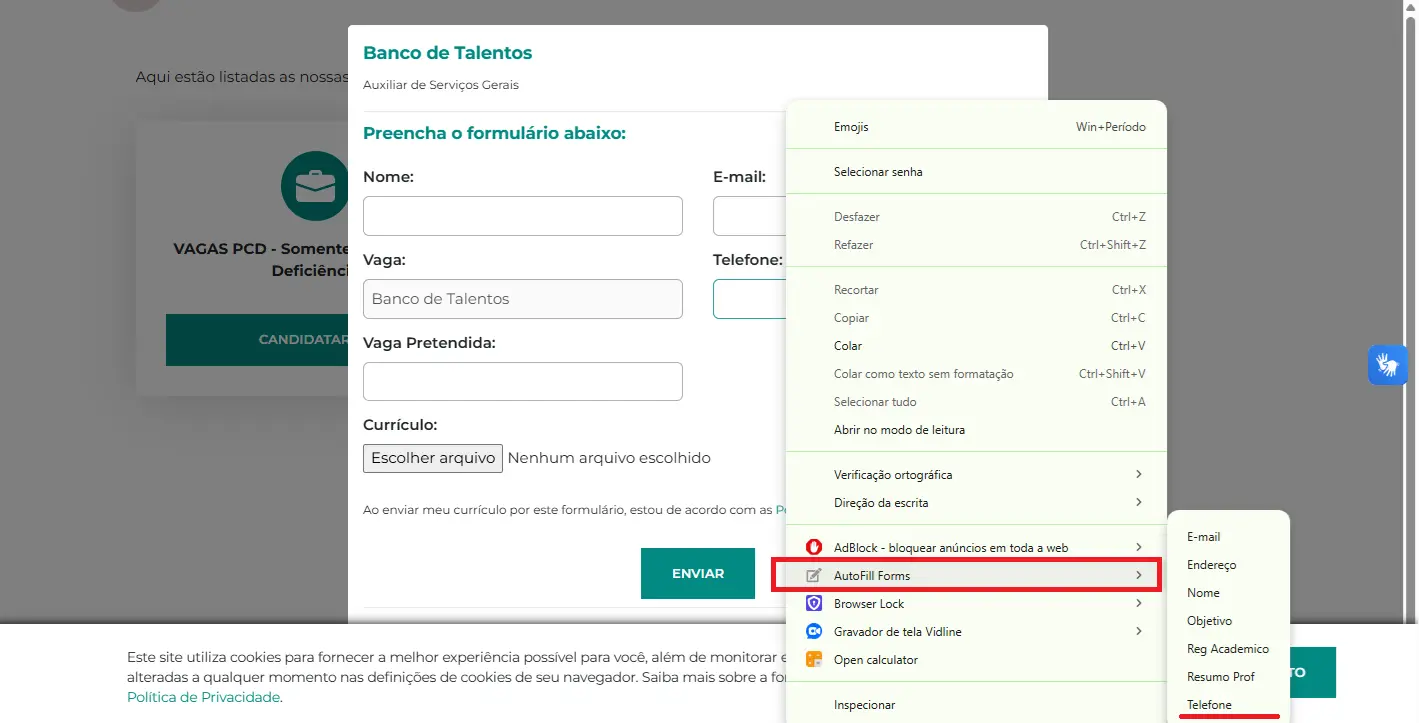 Banco de Talentos
Auxiliar de Serviços Gerais
Aqui estão listadas as nossas
Preencha o formulário abaixo:
Nome:
E-mail:
VAGAS PCD - Somente
Deficiênci
Vaga:
Telefone:
Banco de Talentos
CANDIDATAR
Vaga Pretendida:
Currículo:
Escolher arquivo Nenhum arquivo escolhido
Ao enviar meu currículo por este formulário, estou de acordo com as P
ENVIAR
Emojis Win+Período
Selecionar senha
Desfazer Ctrl+Z
Refazer Ctrl+Shift+Z
Recortar Ctrl+X
Copiar Ctrl+C
Colar Ctrl+V
Colar como texto sem formatação Ctrl+Shift+V
Selecionar tudo Ctrl+A
Abrir no modo de leitura
Verificação ortográfica
Direção da escrita
AdBlock - bloquear anúncios em toda a web
AutoFill Forms
Browser Lock
Gravador de tela Vidline
Open calculator
Inspecionar
E-mail
Endereço
Nome
Objetivo
Reg Academico
Resumo Prof
Telefone
Este site utiliza cookies para fornecer a melhor experiência possível para você, além de monitorar e
alteradas a qualquer momento nas definições de cookies de seu navegador. Saiba mais sobre a fo
Política de Privacidade.
TO